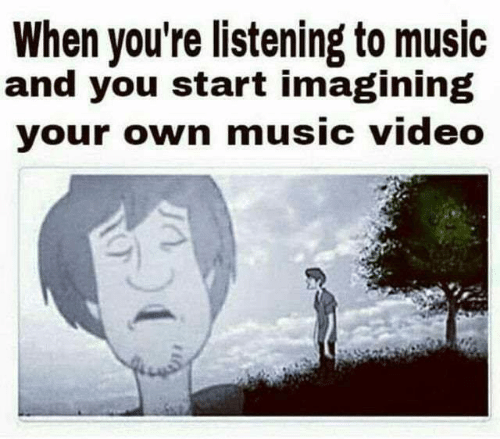 When you're listening to music
and you start imagining
your own music video